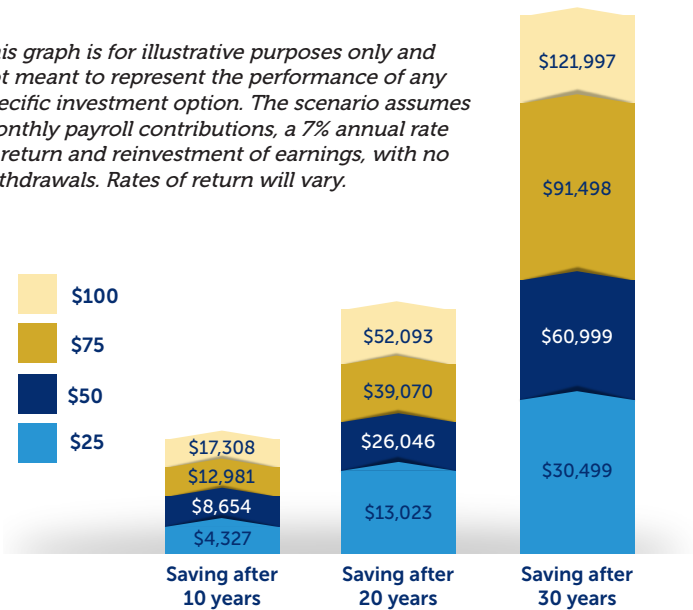 is graph is for illustrative purposes only and
t meant to represent the performance of any
ecific investment option. The scenario assumes
onthly payroll contributions, a 7% annual rate
return and reinvestment of earnings, with no
thdrawals. Rates of return will vary.
$100
$75
$50
$25
$17,308
$12,981
$8,654
$4,327
Saving after
10 years
$52,093
$39,070
$26,046
$13,023
Saving after
20 years
$121,997
$91,498
$60,999
$30,499
Saving after
30 years